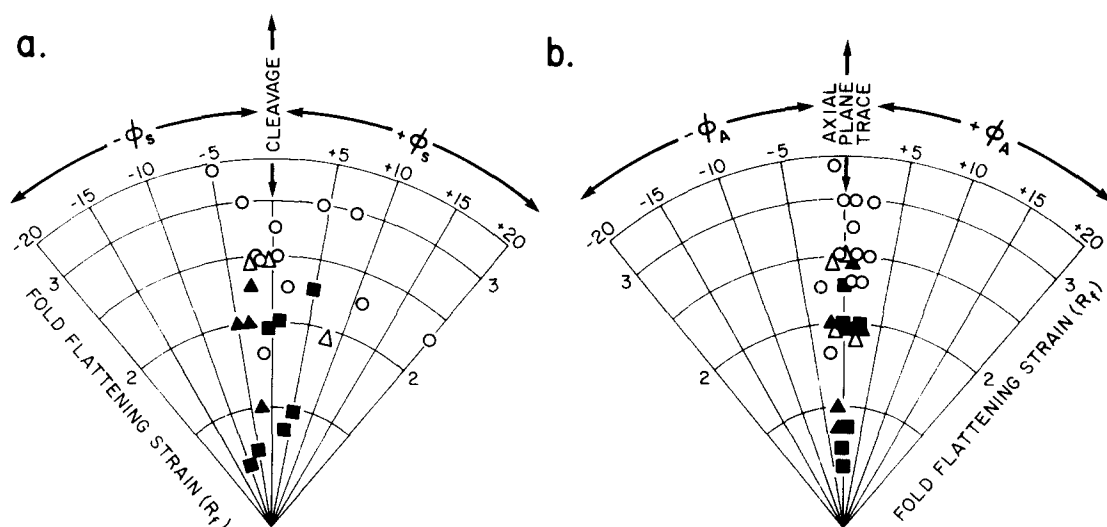 a.
CLEAVAGE
-ϕs
+ϕs
-20
-15
-10
-5
+5
+10
+15
+20
3
3
2
2
FOLD FLATTENING STRAIN (Rf)
b.
AXIAL
PLANE
TRACE
-ϕA
+ϕA
-20
-15
-10
-5
+5
+10
+15
+20
3
3
2
2
FOLD FLATTENING STRAIN (Rf)